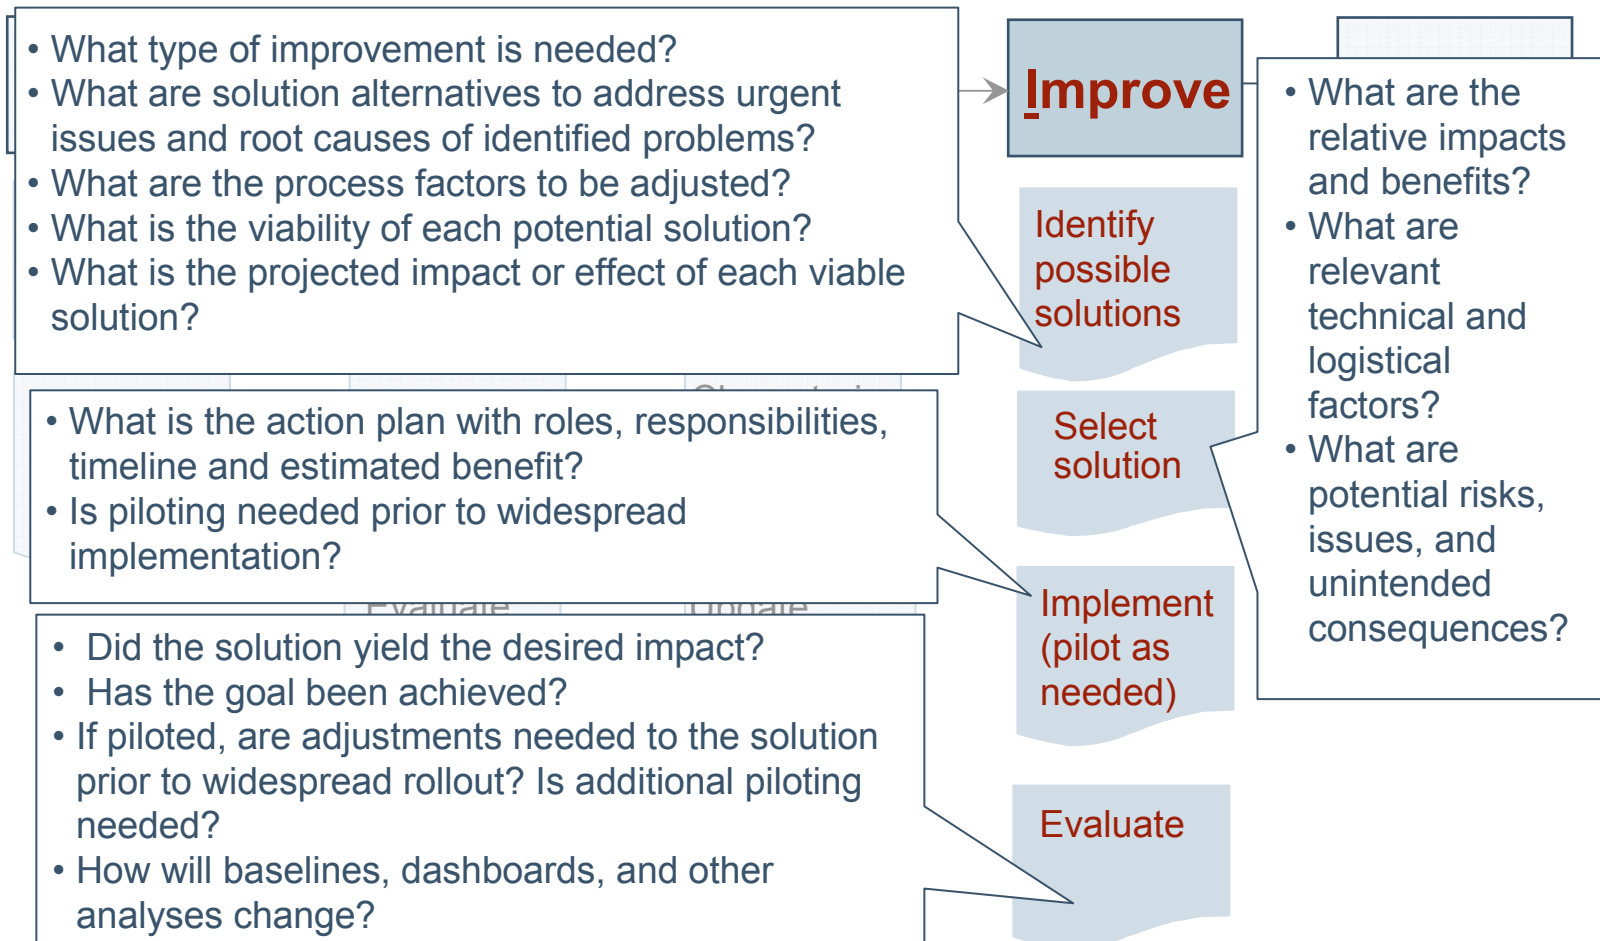 • What type of improvement is needed?
• What are solution alternatives to address urgent
issues and root causes of identified problems?
• What are the process factors to be adjusted?
• What is the viability of each potential solution?
• What is the projected impact or effect of each viable
solution?
Improve
Identify
possible
solutions
• What are the
relative impacts
and benefits?
• What are
relevant
technical and
logistical
factors?
• What are
potential risks,
issues, and
unintended
consequences?
• What is the action plan with roles, responsibilities,
timeline and estimated benefit?
• Is piloting needed prior to widespread
implementation?
Select
solution
Implement
(pilot as
needed)
Evaluate
Update
• Did the solution yield the desired impact?
• Has the goal been achieved?
• If piloted, are adjustments needed to the solution
prior to widespread rollout? Is additional piloting
needed?
• How will baselines, dashboards, and other
analyses change?
Evaluate